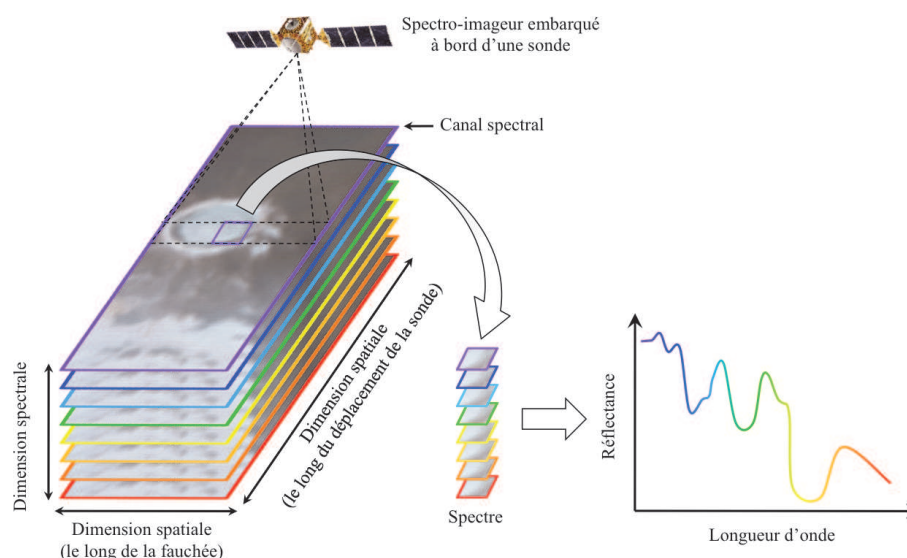 Spectro-imageur embarqué
à bord d'une sonde
Canal spectral
Dimension spectrale
Dimension spatiale
(le long du déplacement de la sonde)
Dimension spatiale
(le long de la fauchée)
Spectre
Réflectance
Longueur d'onde